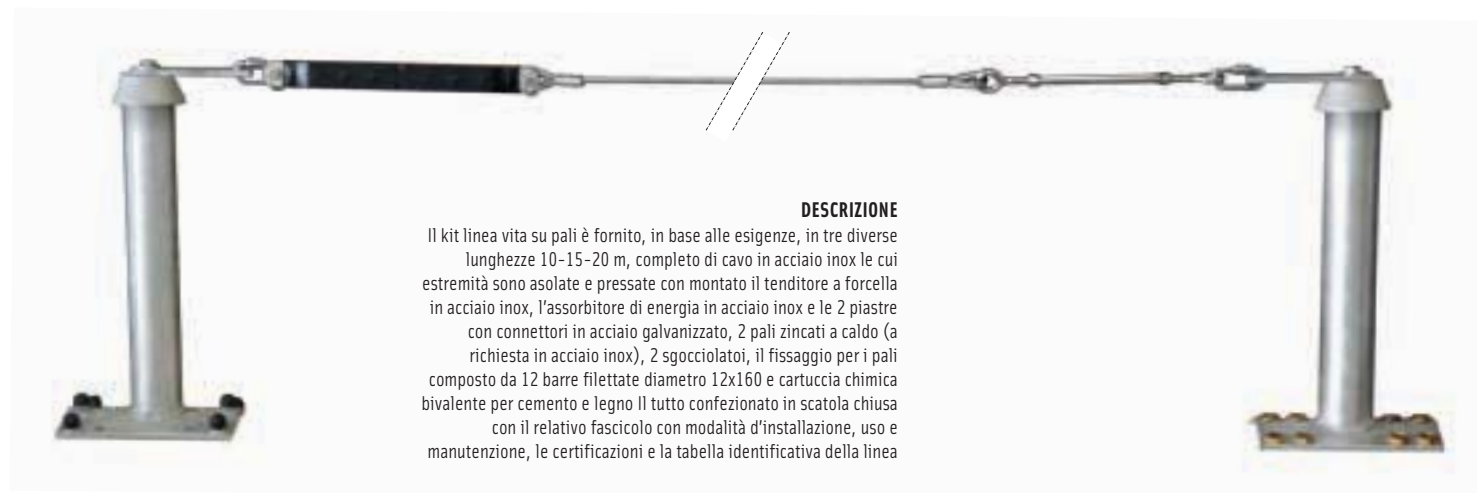 DESCRIZIONE
Il kit linea vita su pali è fornito, in base alle esigenze, in tre diverse
lunghezze 10-15-20 m, completo di cavo in acciaio inox le cui
estremità sono asolate e pressate con montato il tenditore a forcella
in acciaio inox, l'assorbitore di energia in acciaio inox e le 2 piastre
con connettori in acciaio galvanizzato, 2 pali zincati a caldo (a
richiesta in acciaio inox), 2 sgocciolatoi, il fissaggio per i pali
composto da 12 barre filettate diametro 12x160 e cartuccia chimica
bivalente per cemento e legno Il tutto confezionato in scatola chiusa
con il relativo fascicolo con modalità d'installazione, uso e
manutenzione, le certificazioni e la tabella identificativa della linea